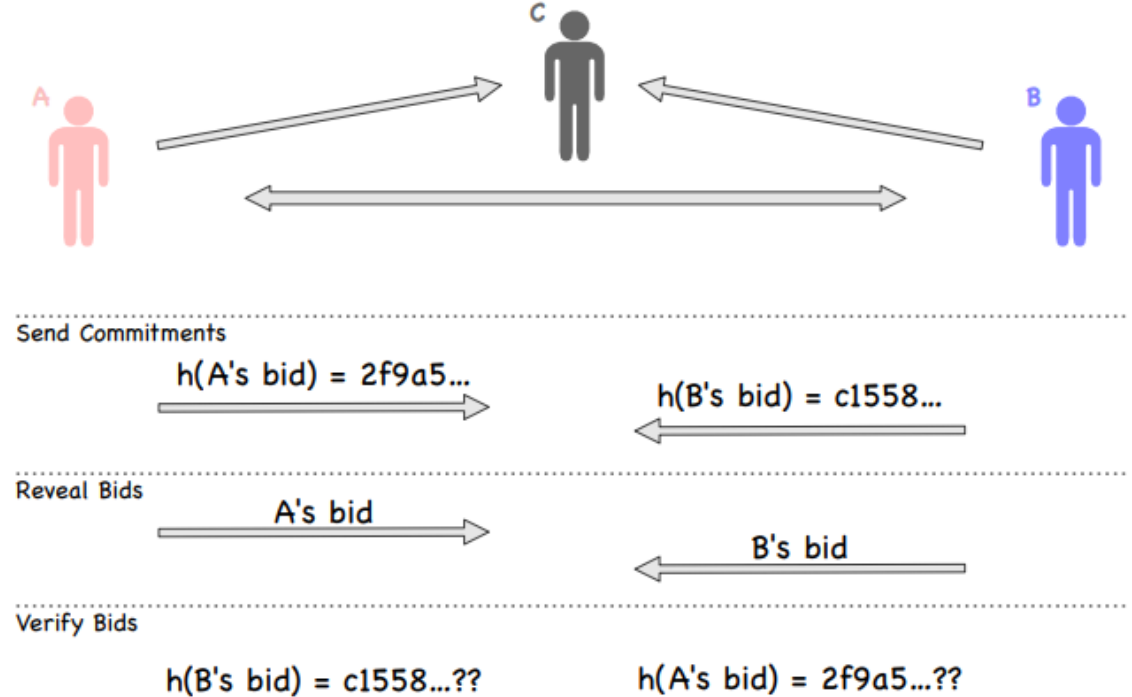 C
A
B
Send Commitments
h(A's bid) = 2f9a5...
h(B's bid) = c1558...
Reveal Bids
A's bid
B's bid
Verify Bids
h(B's bid) = c1558...??
h(A's bid) = 2f9a5...??